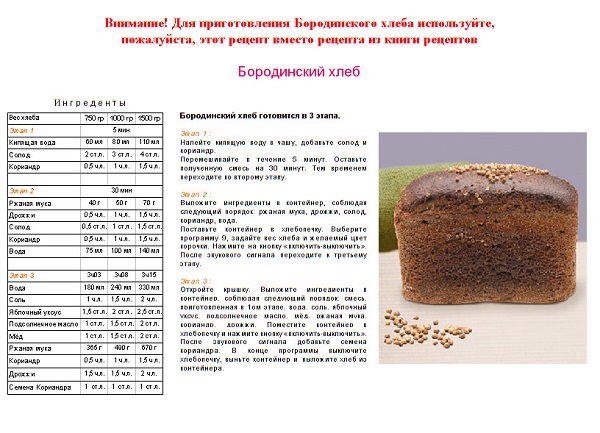 Внимание! Для приготовления Бородинского хлеба используйте,
пожалуйста, этот рецепт вместо рецепта из книги рецептов
Бородинский хлеб
Ингреденты
Вес хлеба 750 гр 1000 гр 1500 гр
Этап 1 5 мин
Кипящая вода 60 мл 80 мл 110 мл
Солод 2 ст.л. 3 ст.л. 4 ст.л.
Кориандр 0,5 ч.л. 1 ч.л. 1,5 ч.л.
Этап 2 30 мин
Ржаная мука 40 г 50 г 70 г
Дрожжи 0,5 ч.л. 1 ч.л. 1,5 ч.л.
Солод 0,5 ст.л. 1 ст.л. 1,5 ст.л.
Кориандр 0,5 ч.л. 1 ч.л. 1,5 ч.л.
Вода 75 мл 100 мл 140 мл
Этап 3 3ч03 3ч08 3ч15
Вода 180 мл 240 мл 330 мл
Соль 1 ч.л. 1,5 ч.л. 2 ч.л.
Яблочный уксус 1,5 ст.л. 2 ст.л. 2,5 ст.л.
Подсолнечное масло 1 ст.л. 1,5 ст.л. 2 ст.л.
Мёд 1 ст.л. 1,5 ст.л. 2 ст.л.
Ржаная мука 365 г 490 г 670 г
Кориандр 0,5 ч.л. 1 ч.л. 1,5 ч.л.
Дрожжи 1,5 ч.л. 1,5 ч.л. 2 ч.л.
Семена Кориандра 1 ст.л. 1 ст.л. 1 ст.л.
Бородинский хлеб готовится в 3 этапа.
Этап 1 :
Налейте кипящую воду в чашу, добавьте солод и
кориандр.
Перемешивайте в течение 5 минут. Оставьте
полученную смесь на 30 минут. Тем временем
переходите ко второму этапу.
Этап 2 :
Выложите ингредиенты в контейнер, соблюдая
следующий порядок: ржаная мука, дрожжи, солод,
кориандр, вода.
Поставьте контейнер в хлебопечку. Выберите
программу 9, задайте вес хлеба и желаемый цвет
корочки. Нажмите на кнопку «включить-выключить».
После звукового сигнала переходите к третьему
этапу.
Этап 3 :
Откройте крышку. Выложите ингредиенты в
контейнер, соблюдая следующий порядок: смесь,
приготовленная в 1ом этапе, вода, соль, яблочный
уксус, подсолнечное масло, мёд, ржаная мука,
кориандр, дрожжи. Поместите контейнер в
хлебопечку и нажмите кнопку «включить-выключить».
После звукового сигнала добавьте семена
кориандра. В конце программы выключите
хлебопечку, выньте контейнер и выложите хлеб из
контейнера.